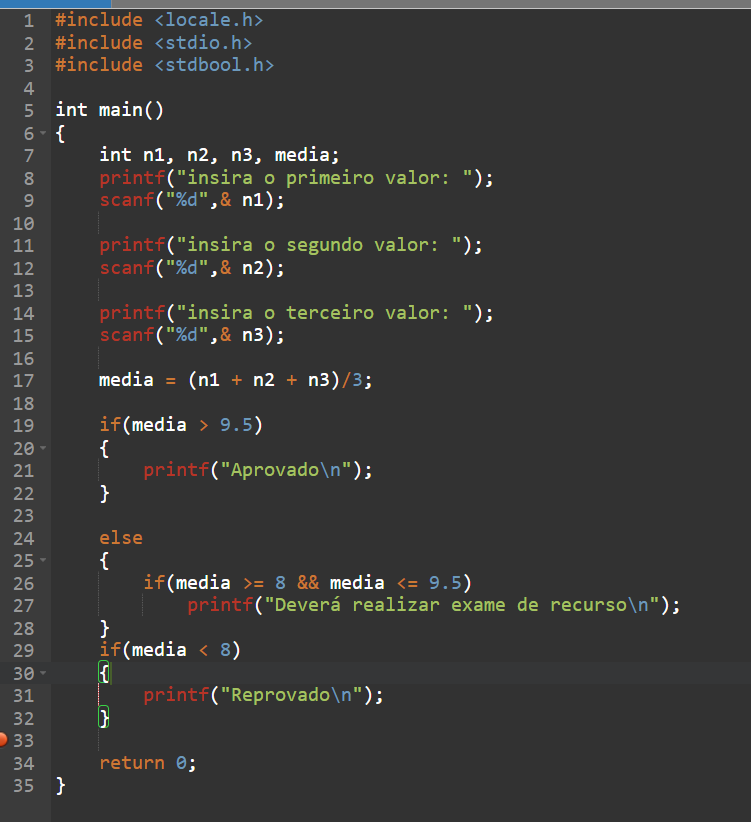 1 #include <locale.h>
2 #include <stdio.h>
3 #include <stdbool.h>
4
5 int main()
6 {
7     int n1, n2, n3, media;
8     printf("insira o primeiro valor: ");
9     scanf("%d",& n1);
10
11     printf("insira o segundo valor: ");
12     scanf("%d",& n2);
13
14     printf("insira o terceiro valor: ");
15     scanf("%d",& n3);
16
17     media = (n1 + n2 + n3)/3;
18
19     if(media > 9.5)
20     {
21         printf("Aprovado\n");
22     }
23
24     else
25     {
26         if(media >= 8 && media <= 9.5)
27             printf("Deverá realizar exame de recurso\n");
28     }
29     if(media < 8)
30     {
31         printf("Reprovado\n");
32     }
33
34     return 0;
35 }